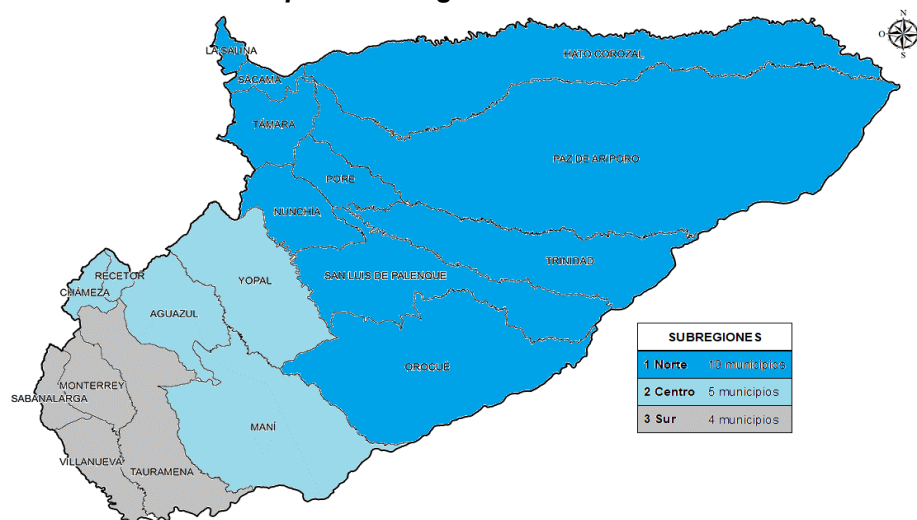 N
O
E
S
LA SALINA
HATO COROZAL
SÁCAMA
TÁMARA
PAZ DE ARIPORO
PORE
NUNCHÍA
TRINIDAD
SAN LUIS DE PALENQUE
YOPAL
RECETOR
CHÁMEZA
AGUAZUL
OROCUÉ
MONTERREY
SABANALARGA
MANÍ
VILLANUEVA
TAURAMENA
SUBREGIONES
1 Norte 10 municipios
2 Centro 5 municipios
3 Sur 4 municipios